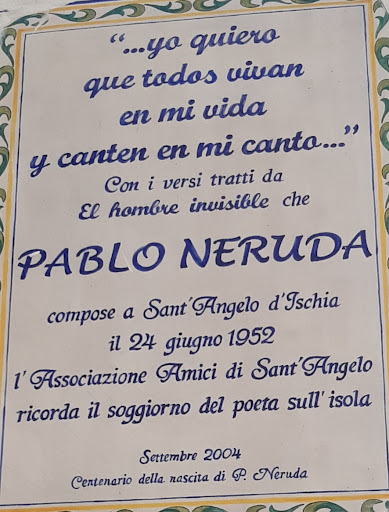 “...yo quiero
que todos vivan
en mi vida
y canten en mi canto...”
Con i versi tratti da
El hombre invisible che
PABLO NERUDA
compose a Sant'Angelo d'Ischia
il 24 giugno 1952
l'Associazione Amici di Sant'Angelo
ricorda il soggiorno del poeta sull'isola
Settembre 2004
Centenario della nascita di P. Neruda